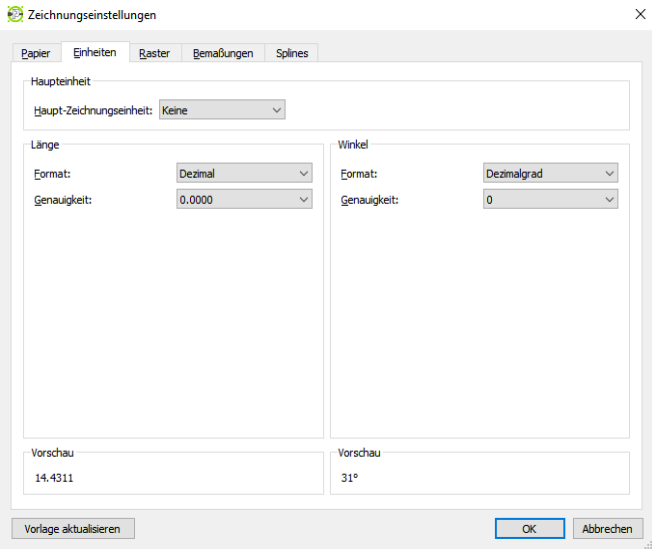 Zeichnungseinstellungen
Papier Einheiten Raster Bemaßungen Splines
Haupteinheit
Haupt-Zeichnungseinheit: Keine
Länge
Format: Dezimal
Genauigkeit: 0.0000
Winkel
Format: Dezimalgrad
Genauigkeit: 0
Vorschau
14.4311
Vorschau
31°
Vorlage aktualisieren OK Abbrechen